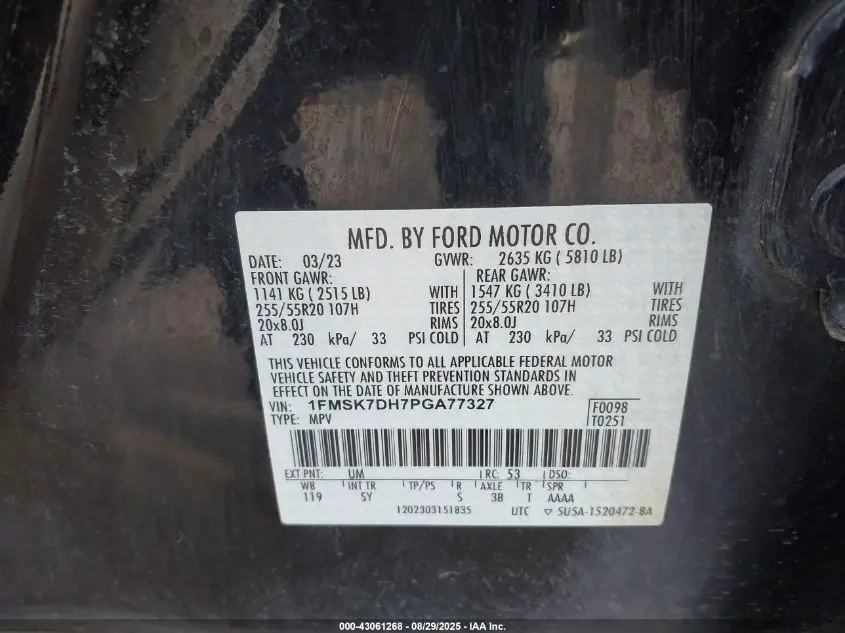 MFD. BY FORD MOTOR CO.
DATE: 03/23 GVWR: 2635 KG ( 5810 LB)
FRONT GAWR: REAR GAWR:
1141 KG ( 2515 LB) WITH 1547 KG ( 3410 LB) WITH
255/55R20 107H TIRES 255/55R20 107H TIRES
20x8.0J RIMS 20x8.0J RIMS
AT 230 kPa/ 33 PSI COLD AT 230 kPa/ 33 PSI COLD
THIS VEHICLE CONFORMS TO ALL APPLICABLE FEDERAL MOTOR
VEHICLE SAFETY AND THEFT PREVENTION STANDARDS IN
EFFECT ON THE DATE OF MANUFACTURE SHOWN ABOVE.
VIN: 1FMSK7DH7PGA77327 F0098
TYPE: MPV T0251
EXT PNT: UM RC: 53 DSO:
WB INT TR TP/PS R AXLE TR SPR
119 SY S 3B T AAAA
1202303151835 UTC ▽ 5USA-1520472-BA
000-43061268 - 08/29/2025 - IAA Inc.